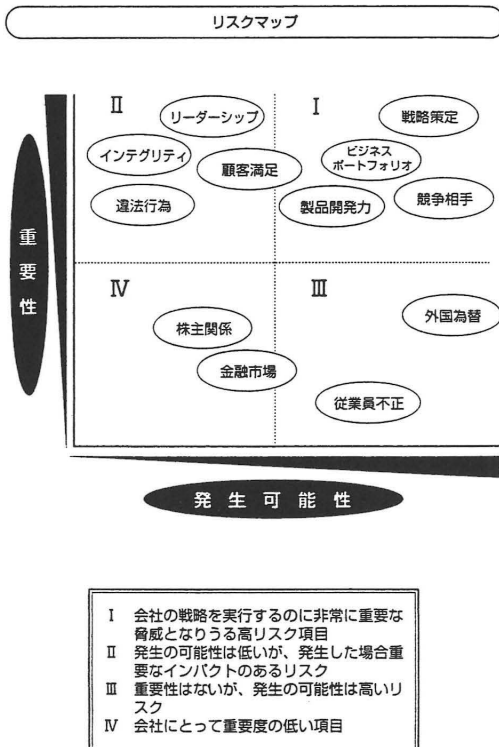 リスクマップ
Ⅱ
リーダーシップ
インテグリティ
顧客満足
違法行為
Ⅰ
戦略策定
ビジネス
ポートフォリオ
製品開発力
競争相手
重要性
Ⅳ
株主関係
金融市場
Ⅲ
外国為替
従業員不正
発生可能性
Ⅰ 会社の戦略を実行するのに非常に重要な
脅威となりうる高リスク項目
Ⅱ 発生の可能性は低いが、発生した場合重
要なインパクトのあるリスク
Ⅲ 重要性はないが、発生の可能性は高いリ
スク
Ⅳ 会社にとって重要度の低い項目